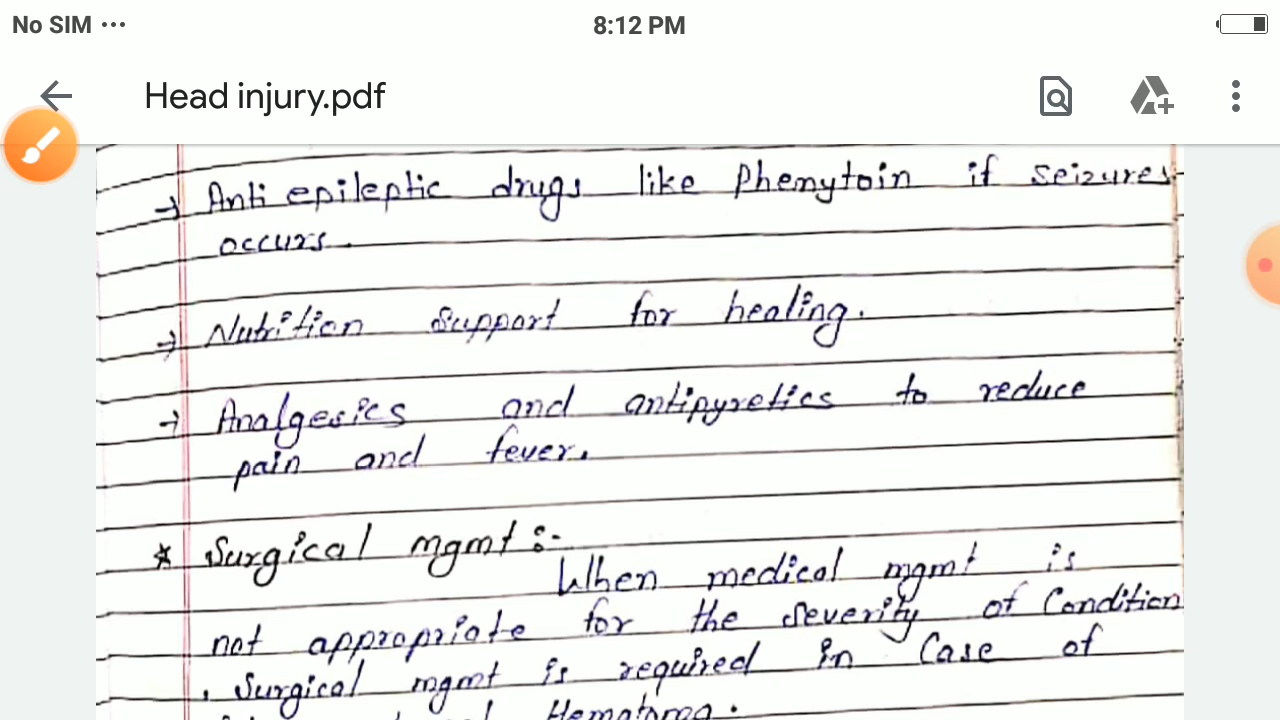 No SIM ···
8:12 PM
Head injury.pdf
→ Anti epileptic drugs like Phenytoin if seizures
occurs.
→ Nutrition support for healing.
→ Analgesics and antipyretics to reduce
pain and fever.
* Surgical mgmt :-
When medical mgmt is
not appropriate for the severity of Condition
, Surgical mgmt is required in Case of
Hematoma.